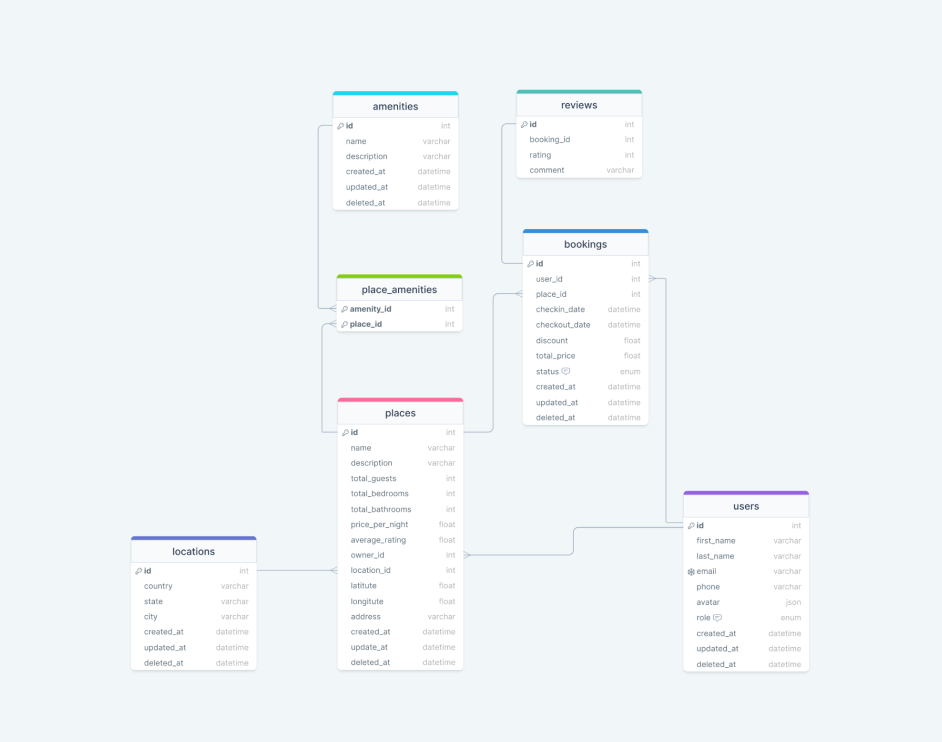 amenities
id int
name varchar
description varchar
created_at datetime
updated_at datetime
deleted_at datetime
reviews
id int
booking_id int
rating int
comment varchar
bookings
id int
user_id int
place_id int
checkin_date datetime
checkout_date datetime
discount float
total_price float
status enum
created_at datetime
updated_at datetime
deleted_at datetime
place_amenities
amenity_id int
place_id int
places
id int
name varchar
description varchar
total_guests int
total_bedrooms int
total_bathrooms int
price_per_night float
average_rating float
owner_id int
location_id int
latitute float
longitute float
address varchar
created_at datetime
update_at datetime
deleted_at datetime
users
id int
first_name varchar
last_name varchar
email varchar
phone varchar
avatar json
role enum
created_at datetime
updated_at datetime
deleted_at datetime
locations
id int
country varchar
state varchar
city varchar
created_at datetime
updated_at datetime
deleted_at datetime